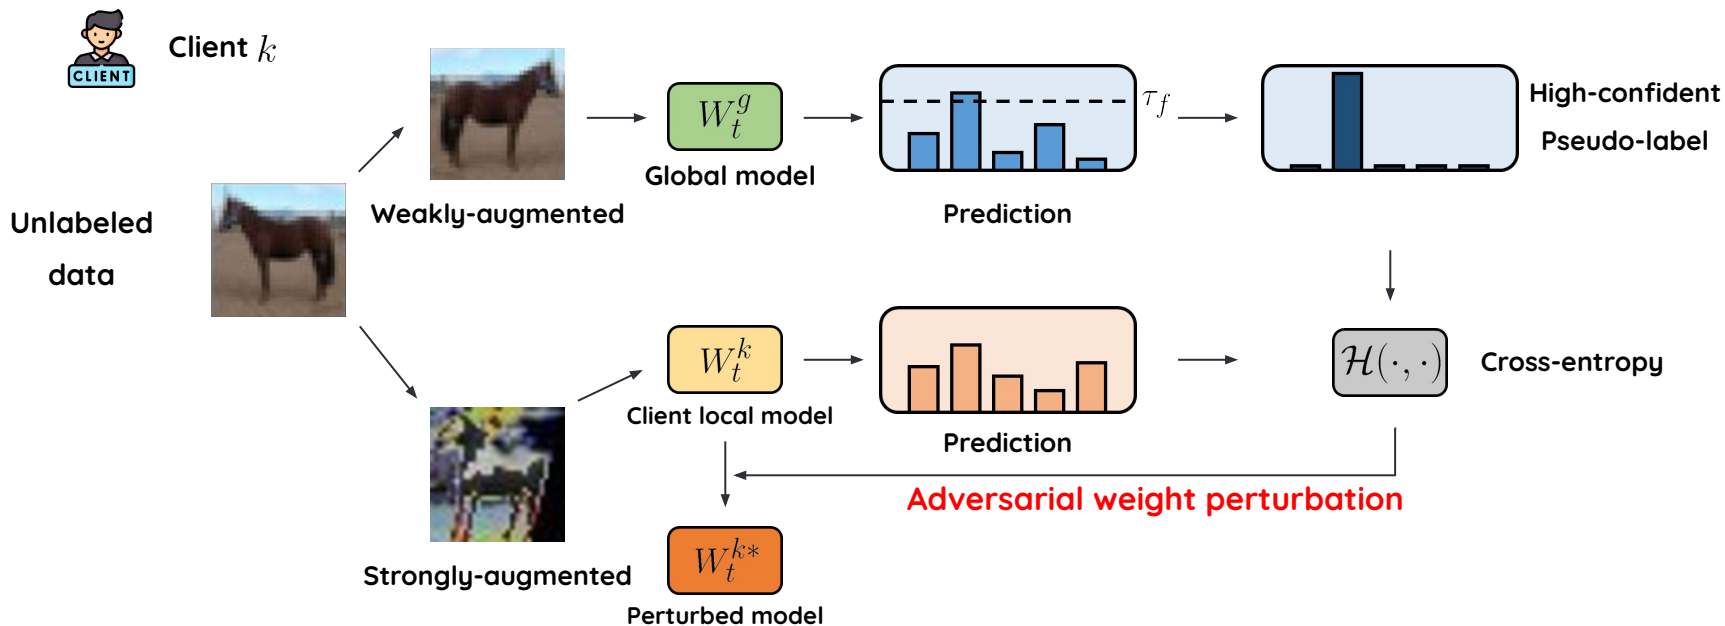 CLIENT
Client k
Unlabeled
data
Weakly-augmented
W_t^g
Global model
τ_f
Prediction
High-confident
Pseudo-label
Strongly-augmented
W_t^k
Client local model
Prediction
H(·, ·)
Cross-entropy
Adversarial weight perturbation
W_t^{k*}
Perturbed model